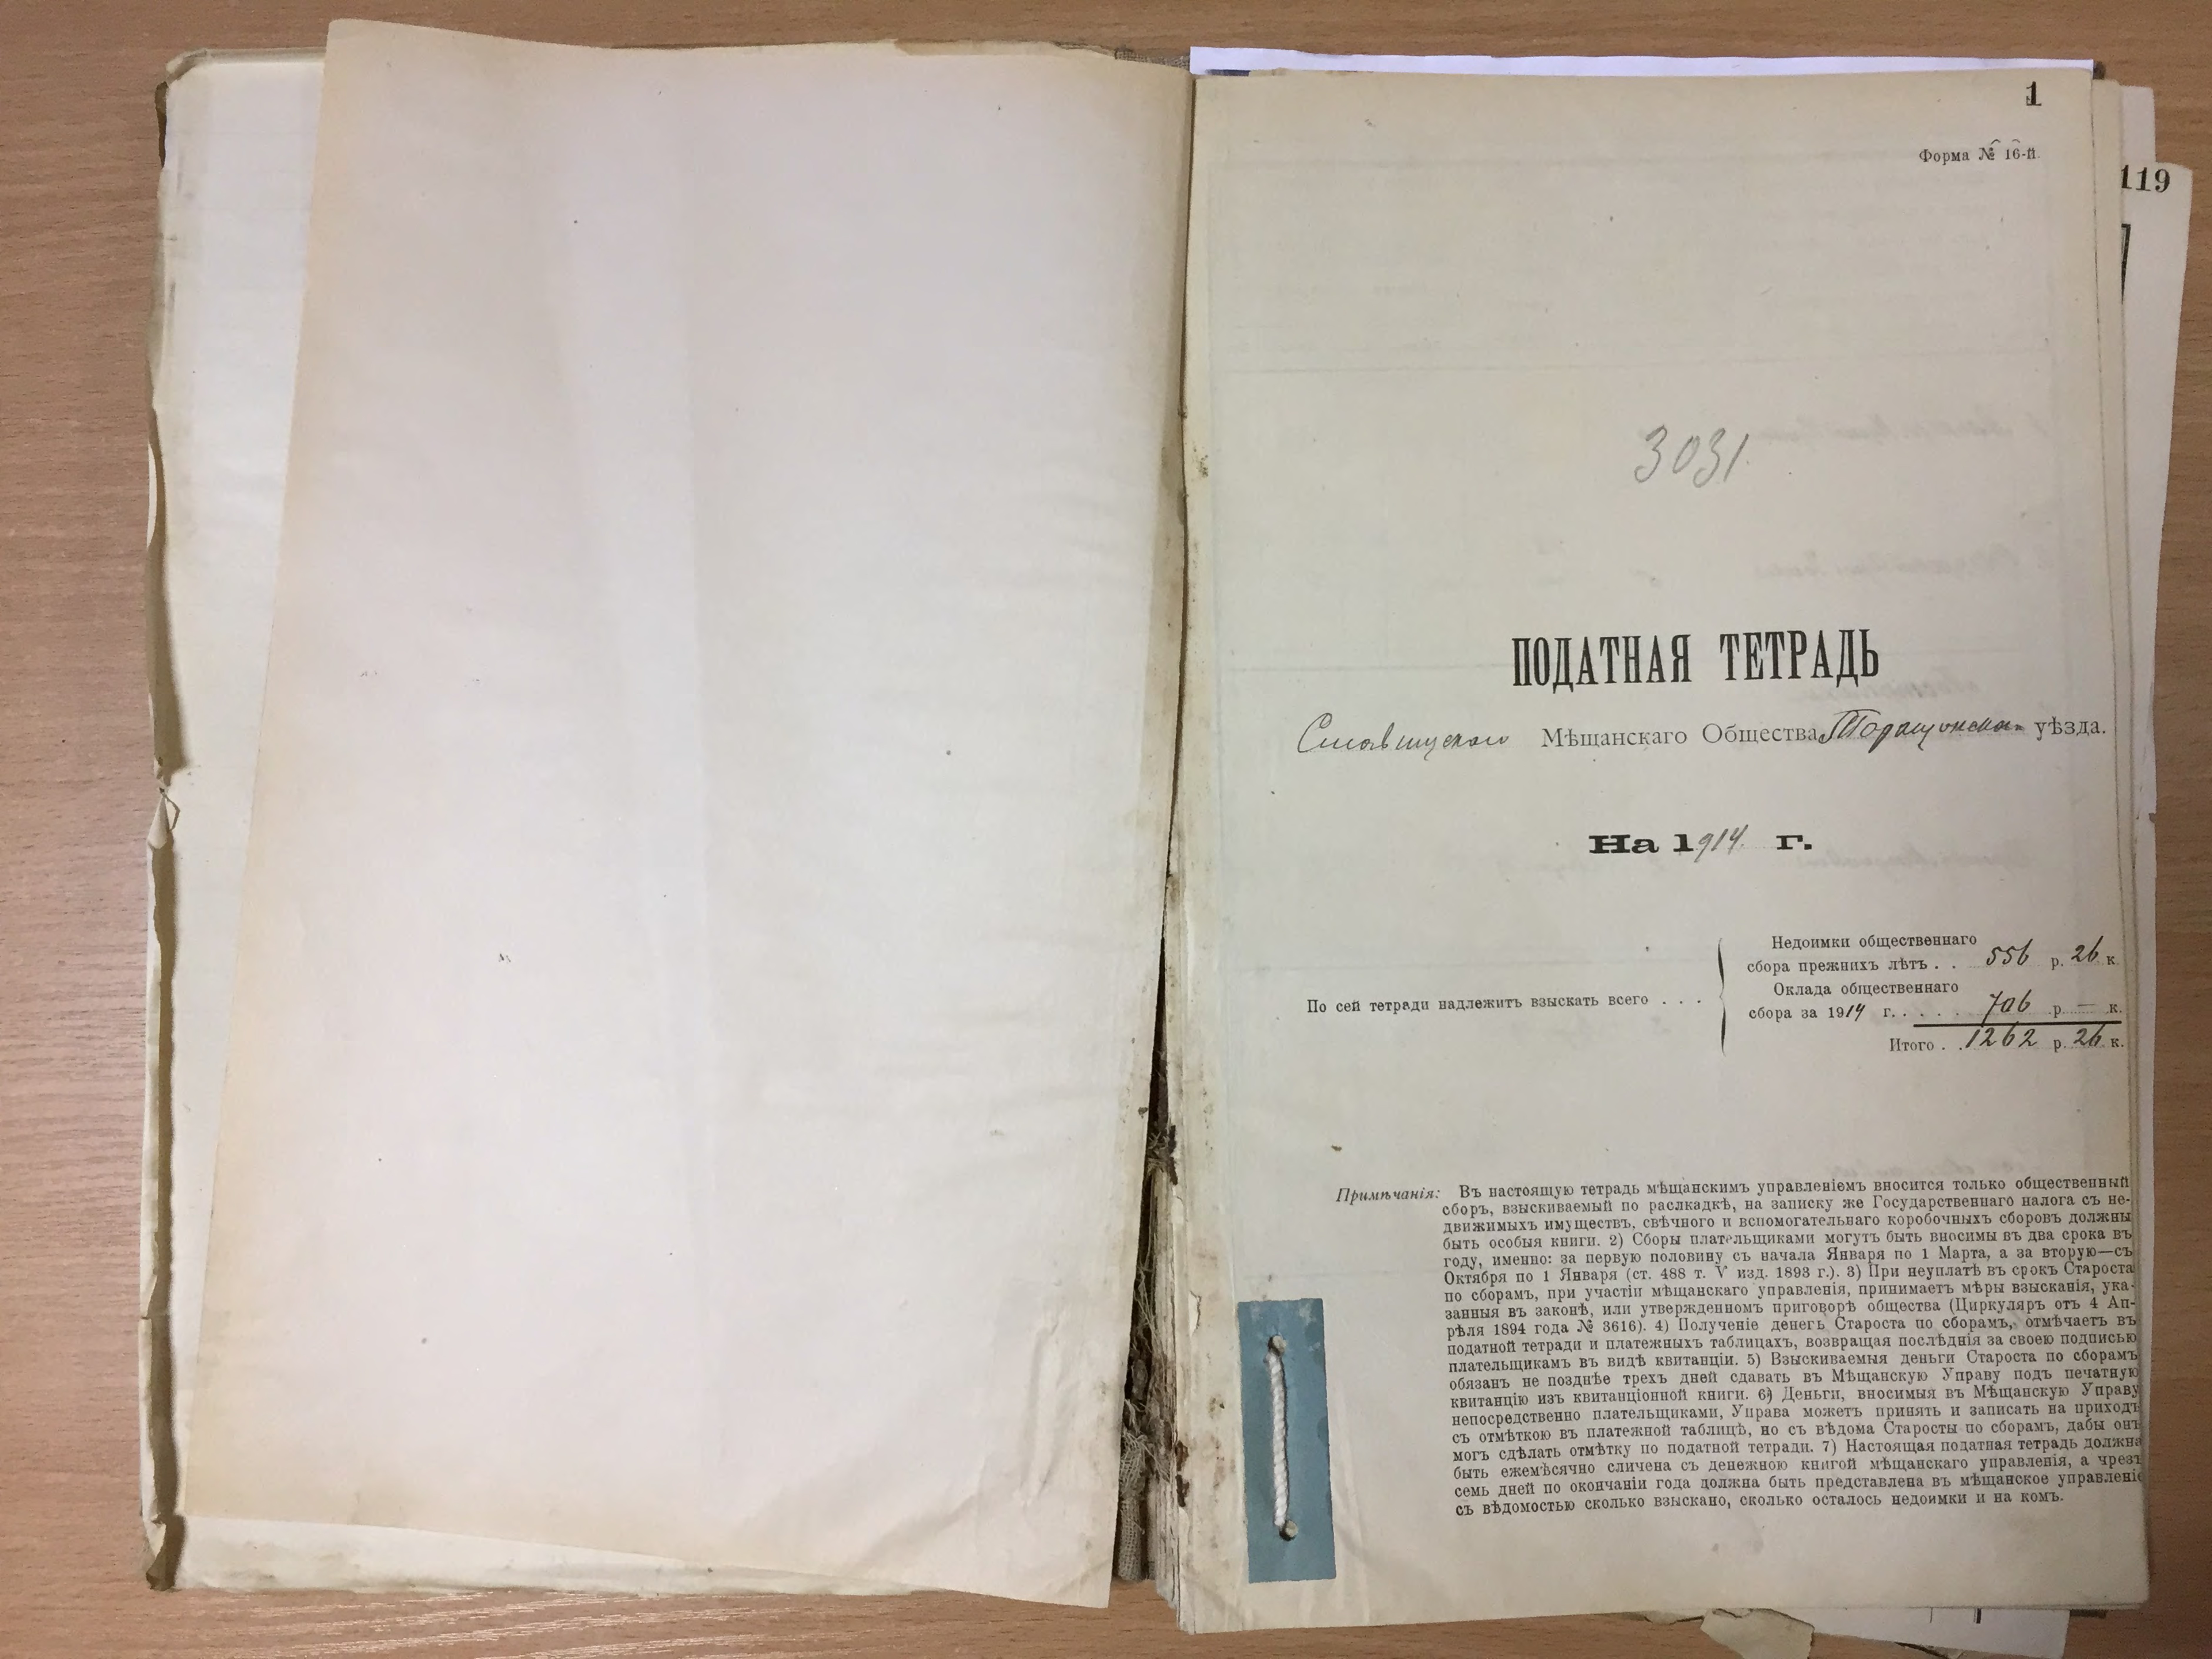 1
Форма № 16-й.
119
3031
ПОДАТНАЯ ТЕТРАДЬ
Ставищускаго Мѣщанскаго Общества Таращанскаго уѣзда.
На 1914 г.
Недоимки общественнаго
сбора прежнихъ лѣтъ . . 556 р. 26 к.
Оклада общественнаго
По сей тетради надлежитъ взыскать всего . . .
сбора за 1914 г. . . . . 706 р. — к.
Итого . . 1262 р. 26 к.
Примѣчанія: Въ настоящую тетрадь мѣщанскимъ управленіемъ вносится только общественный
сборъ, взыскиваемый по раслкадкѣ, на записку же Государственнаго налога съ не-
движимыхъ имуществъ, свѣчного и вспомогательнаго коробочныхъ сборовъ должны
быть особыя книги. 2) Сборы плательщиками могутъ быть вносимы въ два срока въ
году, именно: за первую половину съ начала Января по 1 Марта, а за вторую—съ
Октября по 1 Января (ст. 488 т. V изд. 1893 г.). 3) При неуплатѣ въ срокъ Староста
по сборамъ, при участіи мѣщанскаго управленія, принимаетъ мѣры взысканія, ука-
занныя въ законѣ, или утвержденномъ приговорѣ общества (Циркуляръ отъ 4 Ап-
рѣля 1894 года № 3616). 4) Полученіе денегъ Староста по сборамъ, отмѣчаетъ въ
податной тетради и платежныхъ таблицахъ, возвращая послѣднія за своею подписью
плательщикамъ въ видѣ квитанціи. 5) Взыскиваемыя деньги Староста по сборамъ
обязанъ не позднѣе трехъ дней сдавать въ Мѣщанскую Управу подъ печатную
квитанцію изъ квитанціонной книги. 6) Деньги, вносимыя въ Мѣщанскую Управу
непосредственно плательщиками, Управа можетъ принять и записать на приходъ
съ отмѣткою въ платежной таблицѣ, но съ вѣдома Старосты по сборамъ, дабы онъ
могъ сдѣлать отмѣтку по податной тетради. 7) Настоящая податная тетрадь должна
быть ежемѣсячно сличена съ денежною книгой мѣщанскаго управленія, а чрезъ
семь дней по окончаніи года должна быть представлена въ мѣщанское управленіе
съ вѣдомостью сколько взыскано, сколько осталось недоимки и на комъ.